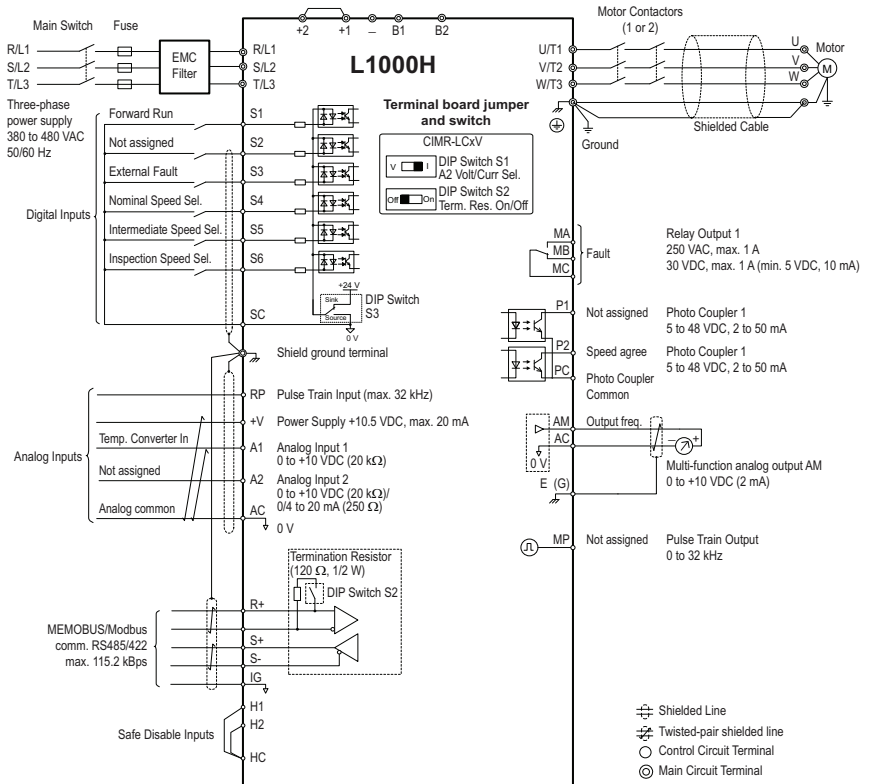 Main Switch
Fuse
R/L1
S/L2
T/L3
EMC
Filter
R/L1
S/L2
T/L3
Three-phase
power supply
380 to 480 VAC
50/60 Hz
+2
+1
–
B1
B2
L1000H
Motor Contactors
(1 or 2)
U/T1
V/T2
W/T3
U
V
W
Motor
M
Shielded Cable
Ground
Terminal board jumper
and switch
CIMR-LCxV
V
I
DIP Switch S1
A2 Volt/Curr Sel.
Off
On
DIP Switch S2
Term. Res. On/Off
Digital Inputs
Forward Run
S1
Not assigned
S2
External Fault
S3
Nominal Speed Sel.
S4
Intermediate Speed Sel.
S5
Inspection Speed Sel.
S6
+24 V
Sink
Source
0 V
DIP Switch
S3
SC
Shield ground terminal
MA
MB
MC
Fault
Relay Output 1
250 VAC, max. 1 A
30 VDC, max. 1 A (min. 5 VDC, 10 mA)
P1
Not assigned
Photo Coupler 1
5 to 48 VDC, 2 to 50 mA
P2
Speed agree
Photo Coupler 1
5 to 48 VDC, 2 to 50 mA
PC
Photo Coupler
Common
Analog Inputs
RP
Pulse Train Input (max. 32 kHz)
+V
Power Supply +10.5 VDC, max. 20 mA
Temp. Converter In
A1
Analog Input 1
0 to +10 VDC (20 kΩ)
Not assigned
A2
Analog Input 2
0 to +10 VDC (20 kΩ)/
0/4 to 20 mA (250 Ω)
Analog common
AC
0 V
AM
Output freq.
AC
0 V
– +
Multi-function analog output AM
0 to +10 VDC (2 mA)
E (G)
MP
Not assigned
Pulse Train Output
0 to 32 kHz
Termination Resistor
(120 Ω, 1/2 W)
DIP Switch S2
MEMOBUS/Modbus
comm. RS485/422
max. 115.2 kBps
R+
S+
S-
IG
Safe Disable Inputs
H1
H2
HC
Shielded Line
Twisted-pair shielded line
Control Circuit Terminal
Main Circuit Terminal